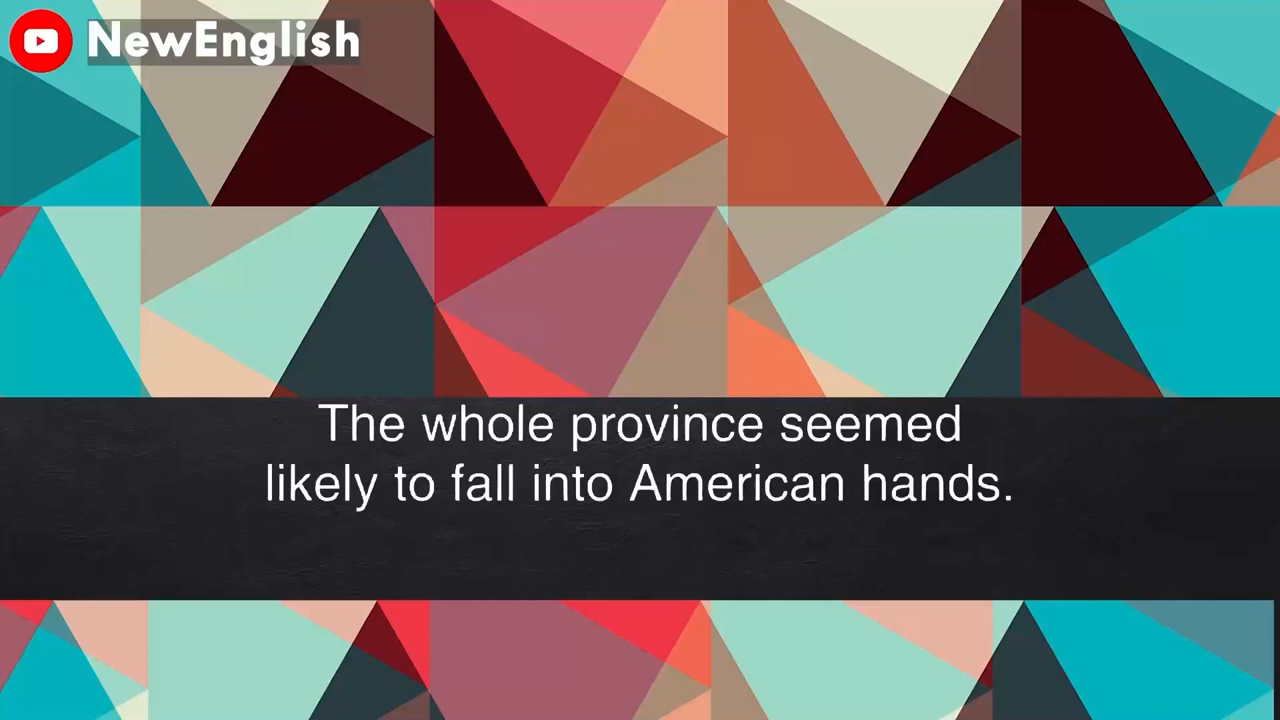 NewEnglish
The whole province seemed
likely to fall into American hands.